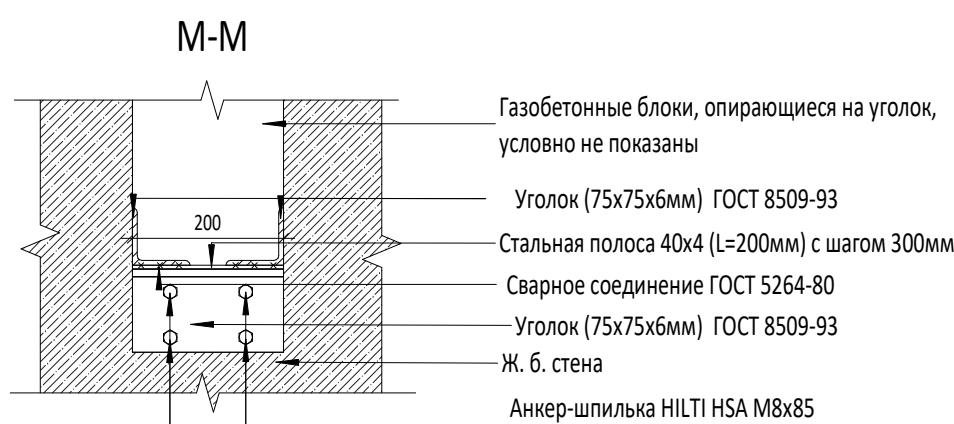 М-М
Газобетонные блоки, опирающиеся на уголок,
условно не показаны
Уголок (75х75х6мм) ГОСТ 8509-93
200
Стальная полоса 40х4 (L=200мм) с шагом 300мм
Сварное соединение ГОСТ 5264-80
Уголок (75х75х6мм) ГОСТ 8509-93
Ж. б. стена
Анкер-шпилька HILTI HSA М8х85